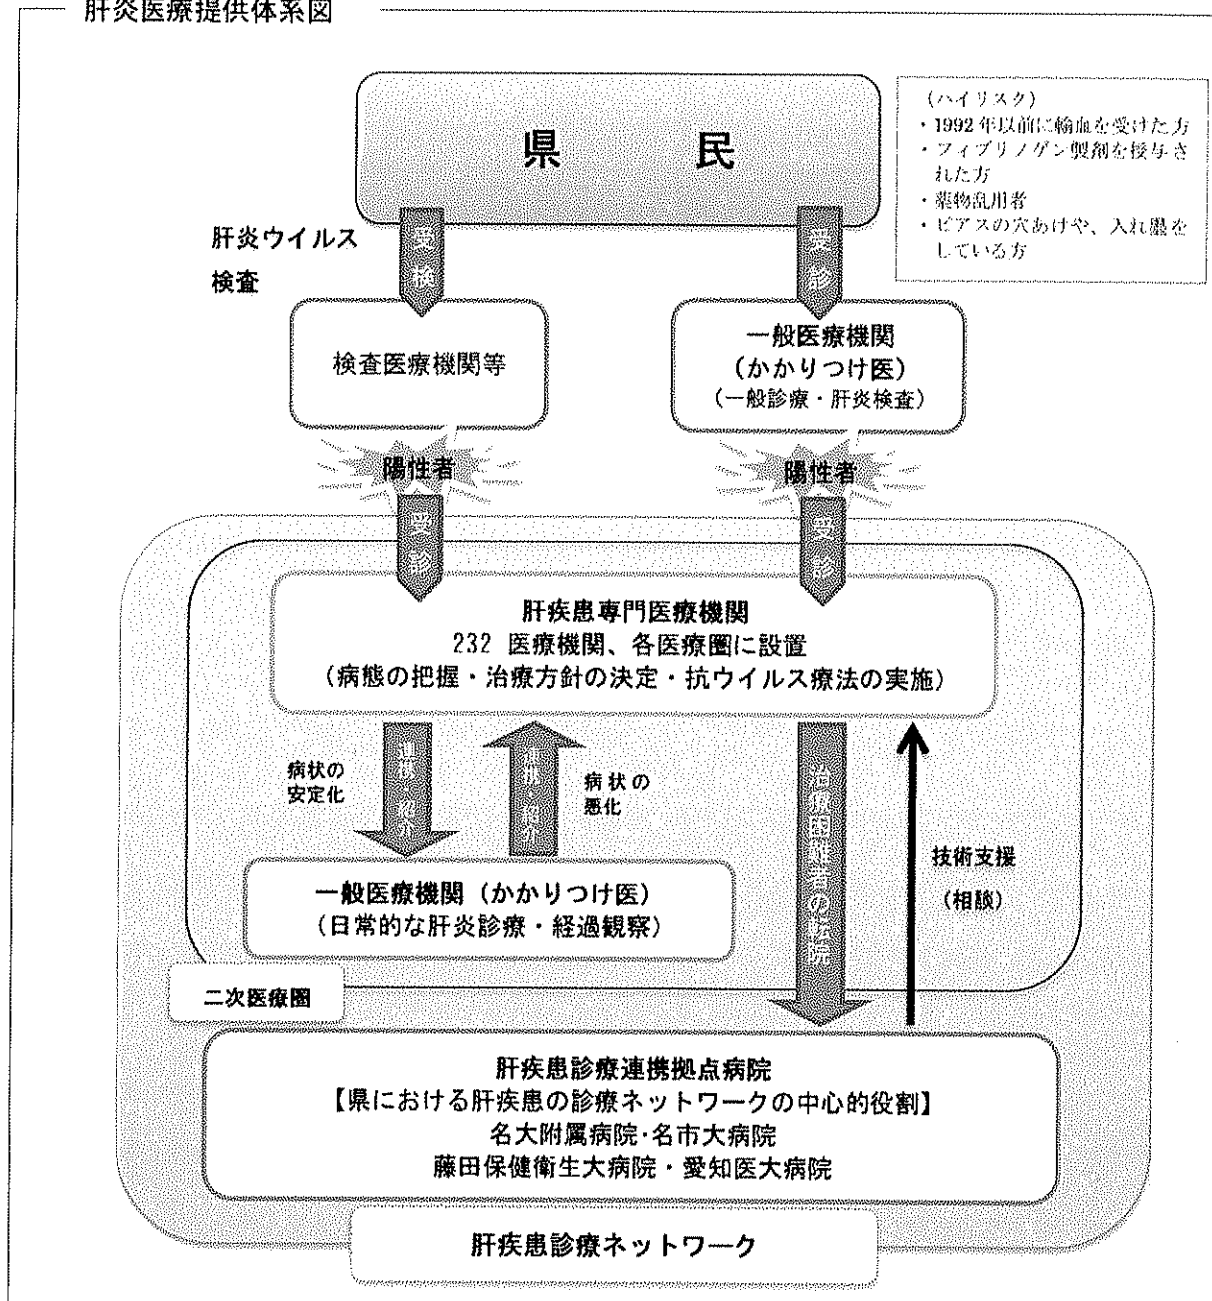 肝炎医療提供体系図
県 民
(ハイリスク)
・1992年以前に輸血を受けた方
・フィブリノゲン製剤を投与さ
れた方
・薬物乱用者
・ピアスの穴あけや、入れ墨を
している方
肝炎ウイルス
検査
受検
受診
検査医療機関等
一般医療機関
(かかりつけ医)
(一般診療・肝炎検査)
陽性者
陽性者
受診
受診
肝疾患専門医療機関
232 医療機関、各医療圏に設置
(病態の把握・治療方針の決定・抗ウイルス療法の実施)
病状の
安定化
連携・紹介
連携・紹介
病状の
悪化
治療困難者の転院
技術支援
(相談)
一般医療機関(かかりつけ医)
(日常的な肝炎診療・経過観察)
二次医療圏
肝疾患診療連携拠点病院
【県における肝疾患の診療ネットワークの中心的役割】
名大附属病院・名市大病院
藤田保健衛生大病院・愛知医大病院
肝疾患診療ネットワーク